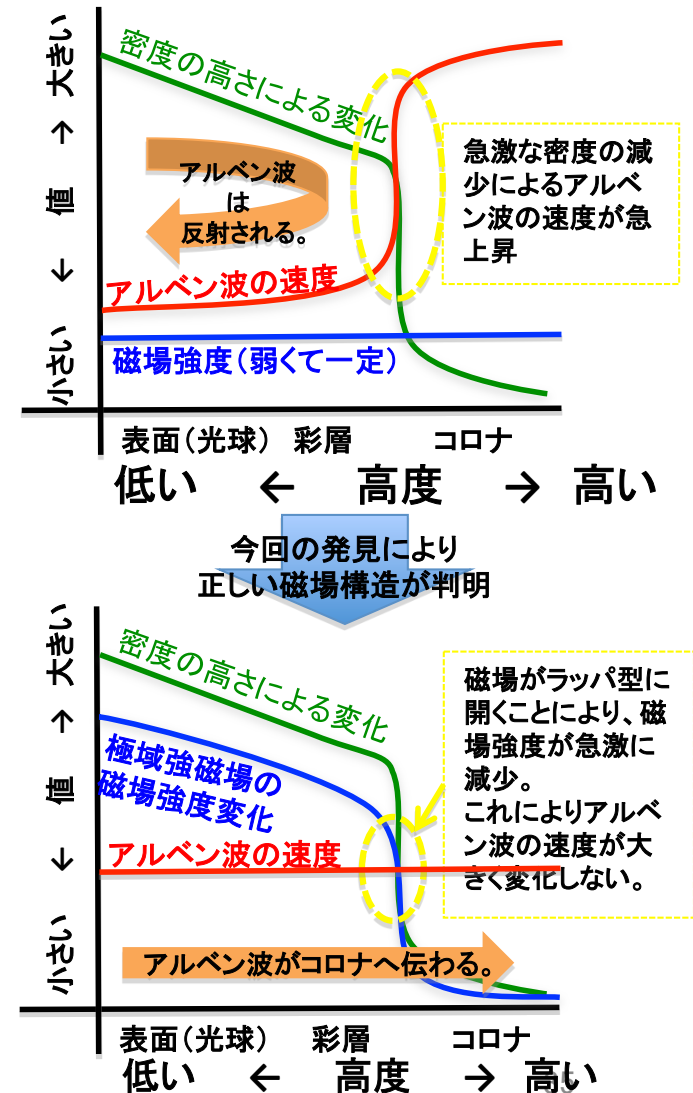 小さい ← 値 → 大きい
密度の高さによる変化
アルベン波
は
反射される。
急激な密度の減
少によるアルベ
ン波の速度が急
上昇
アルベン波の速度
磁場強度(弱くて一定)
表面(光球) 彩層 コロナ
低い ← 高度 → 高い
今回の発見により
正しい磁場構造が判明
小さい ← 値 → 大きい
密度の高さによる変化
極域強磁場の
磁場強度変化
磁場がラッパ型に
開くことにより、磁
場強度が急激に
減少。
これによりアルベ
ン波の速度が大
きく変化しない。
アルベン波の速度
アルベン波がコロナへ伝わる。
表面(光球) 彩層 コロナ
低い ← 高度 → 高い